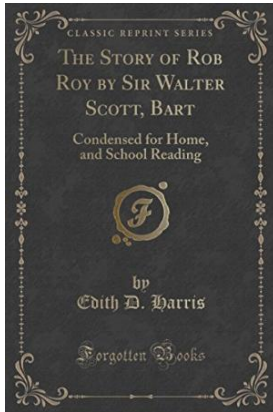 CLASSIC REPRINT SERIES
THE STORY OF ROB
ROY BY SIR WALTER
SCOTT, BART
Condensed for Home,
and School Reading
F
by
Edith D. Harris
Forgotten Books